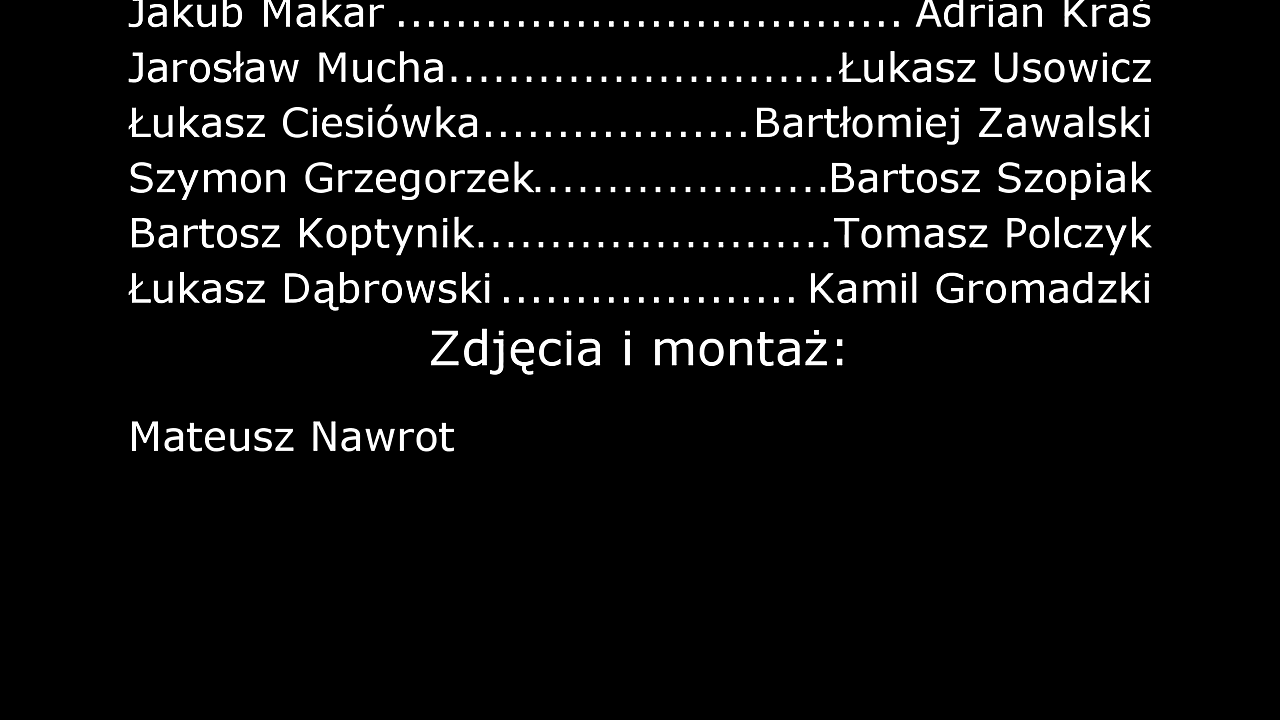 Jakub Makar .................................. Adrian Kraś
Jarosław Mucha..........................Łukasz Usowicz
Łukasz Ciesiówka..................Bartłomiej Zawalski
Szymon Grzegorzek....................Bartosz Szopiak
Bartosz Koptynik........................Tomasz Polczyk
Łukasz Dąbrowski .................... Kamil Gromadzki
Zdjęcia i montaż:
Mateusz Nawrot